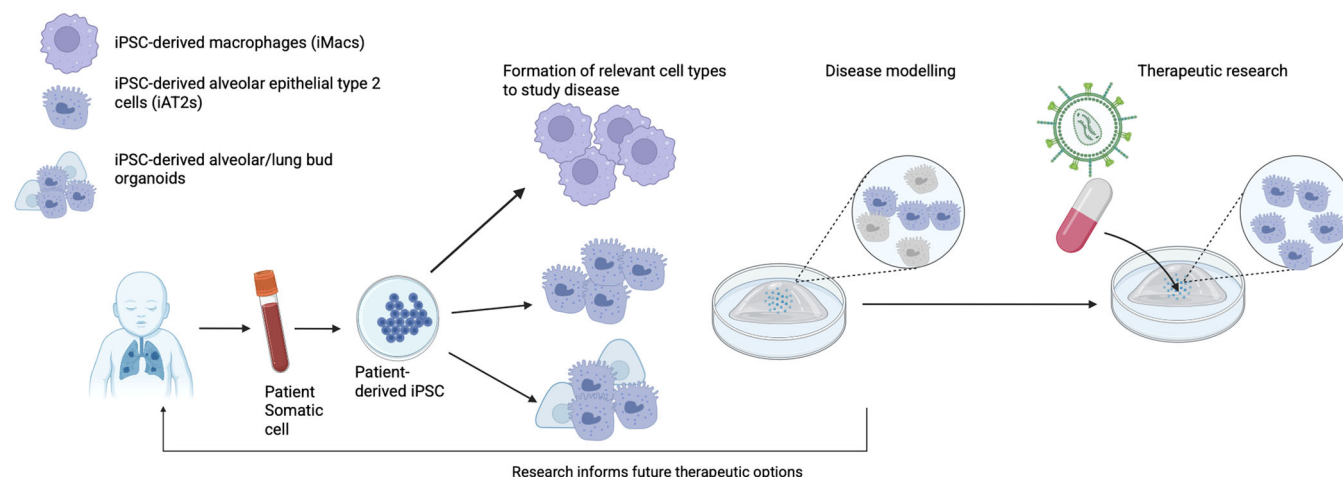 iPSC-derived macrophages (iMacs)
iPSC-derived alveolar epithelial type 2
cells (iAT2s)
iPSC-derived alveolar/lung bud
organoids
Formation of relevant cell types
to study disease
Disease modelling
Therapeutic research
Patient
Somatic
cell
Patient-
derived iPSC
Research informs future therapeutic options